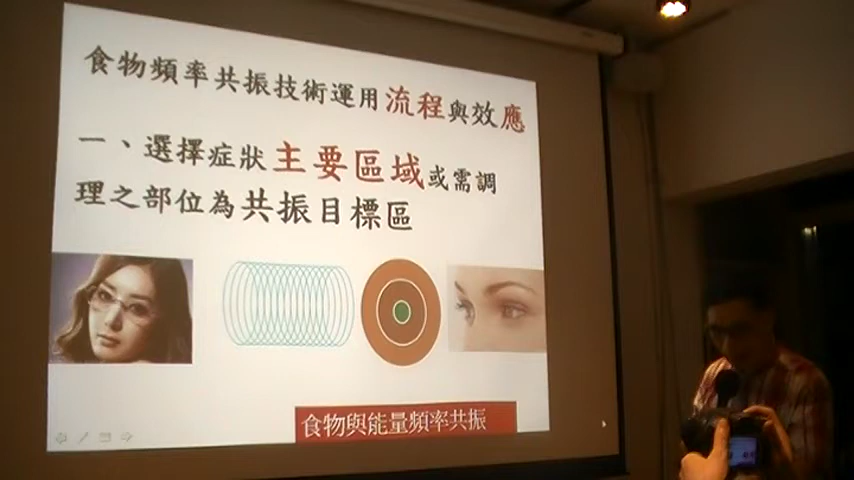 食物頻率共振技術運用流程與效應
一、選擇症狀主要區域或需調
理之部位為共振目標區
食物與能量頻率共振